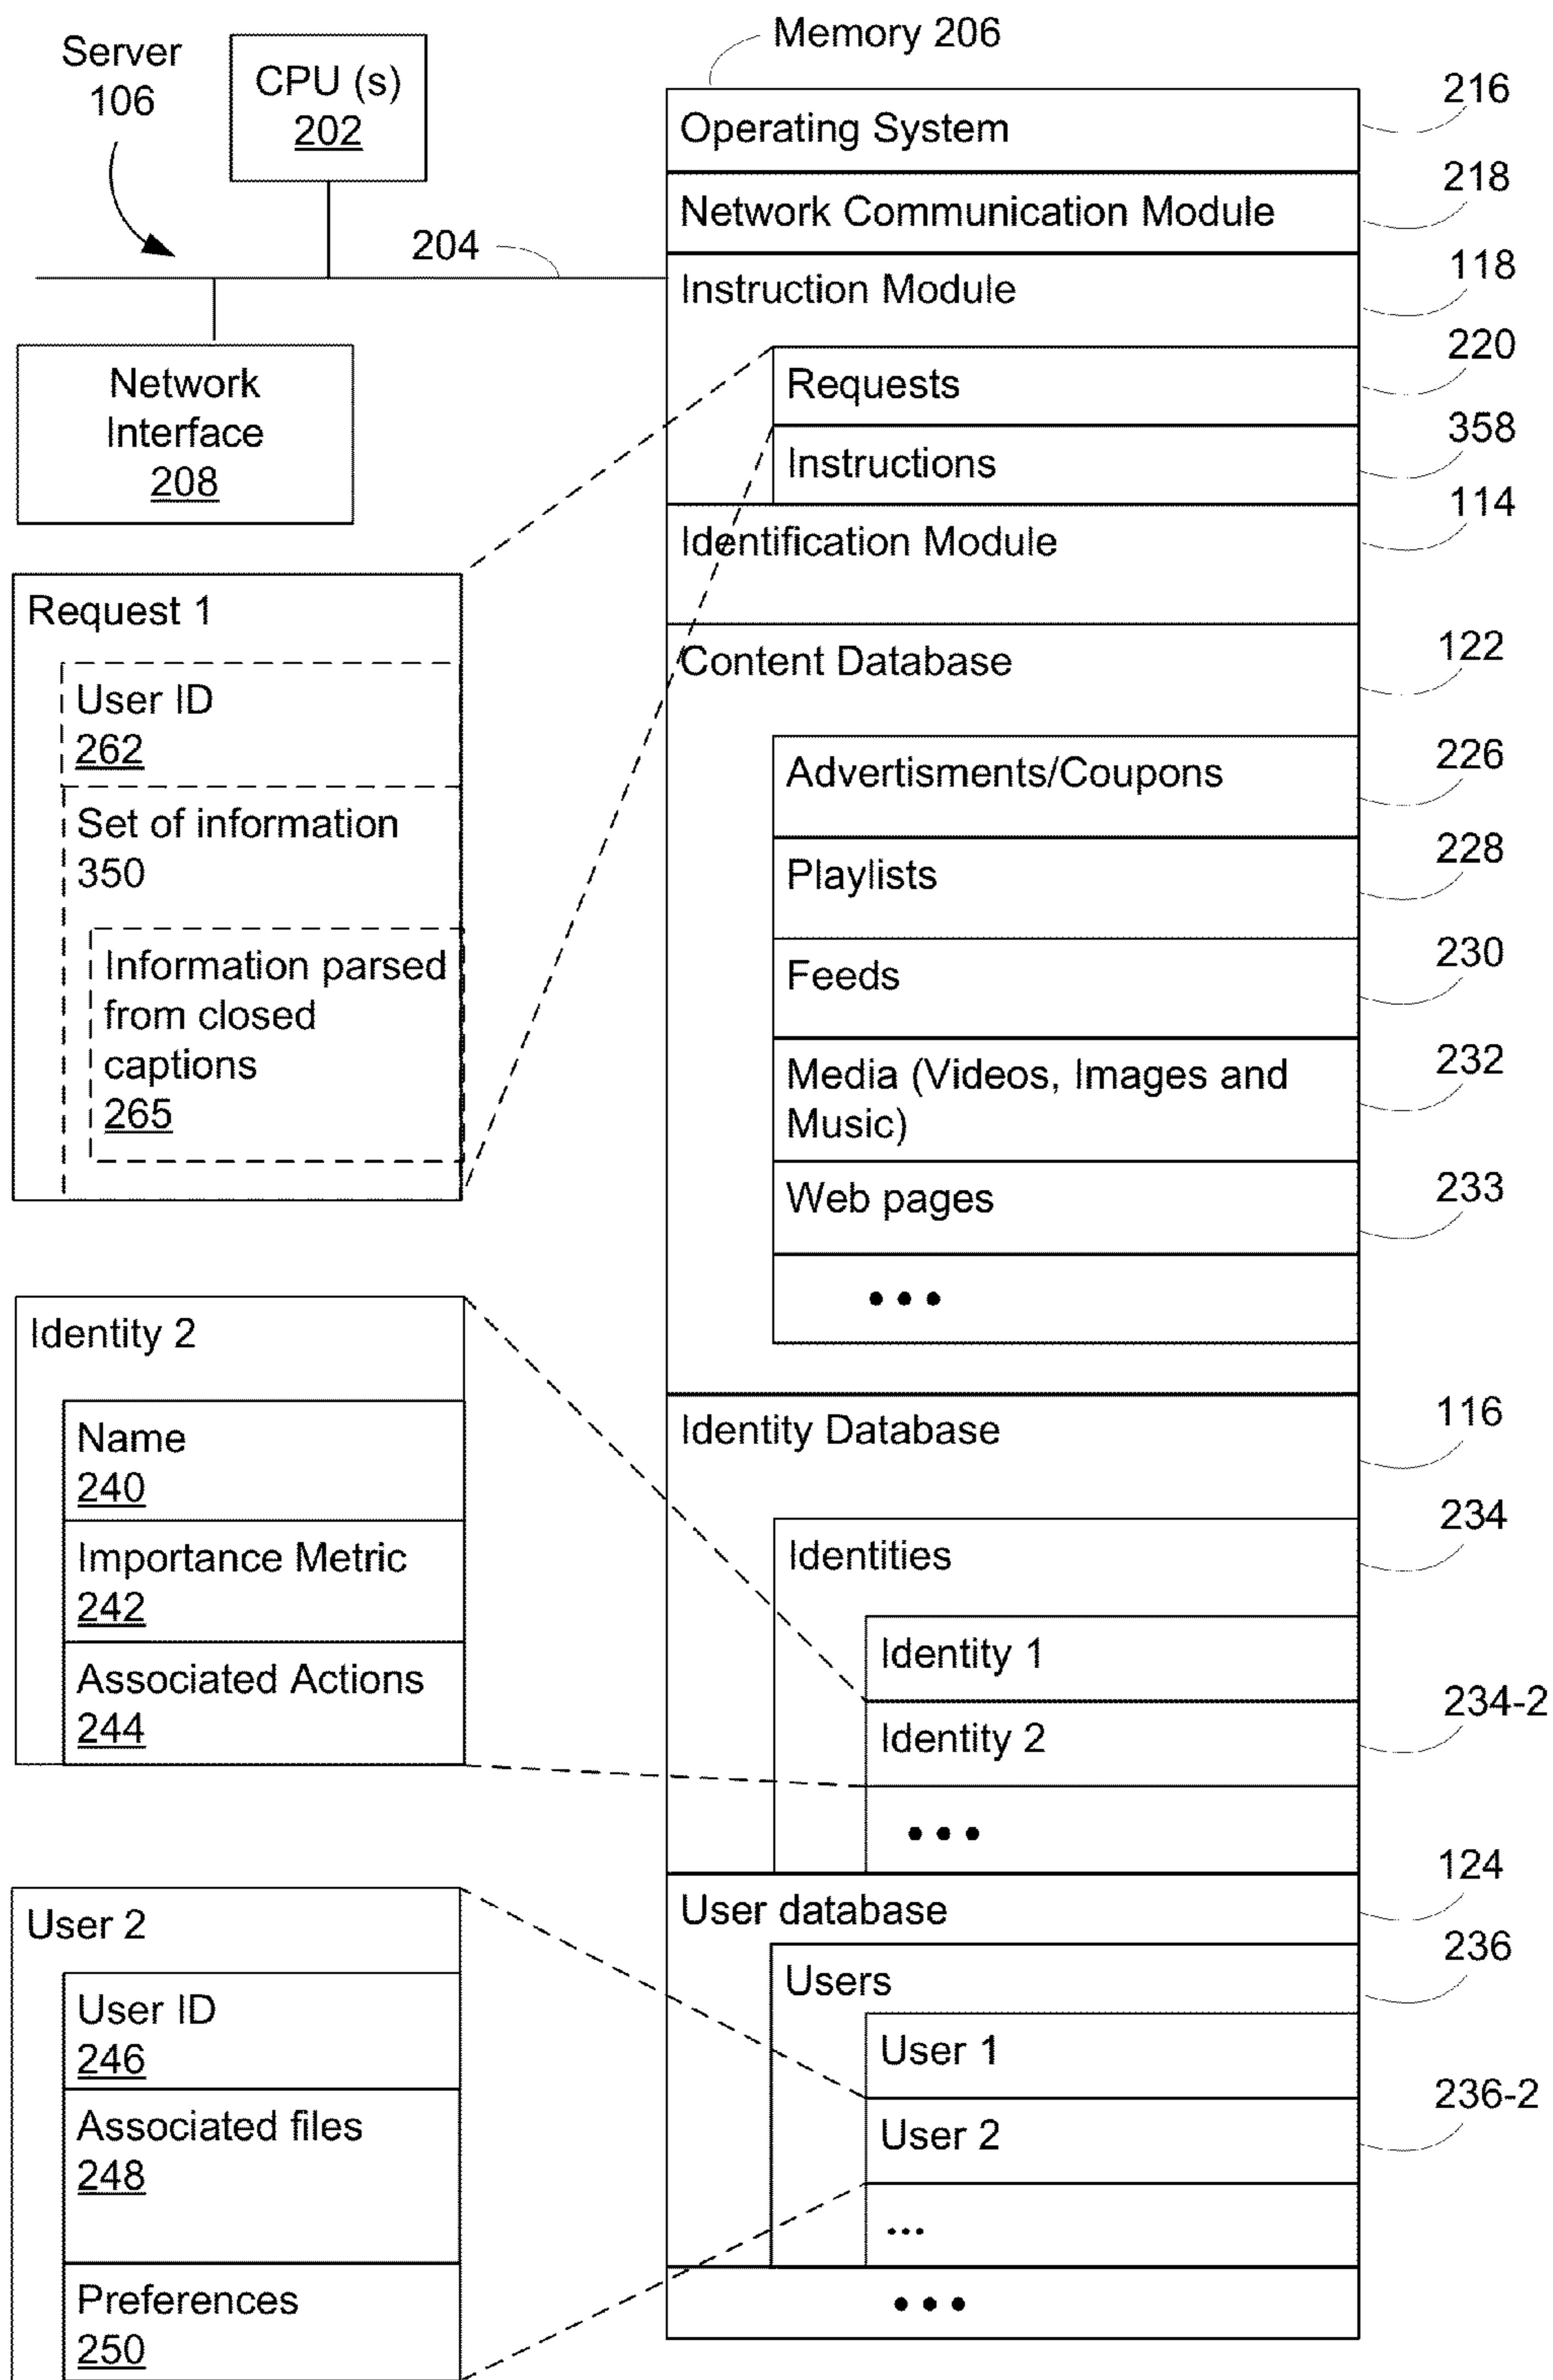 Server
106
CPU (s)
202
204
Network
Interface
208
Memory 206
Operating System
216
Network Communication Module
218
Instruction Module
118
Requests
220
Instructions
358
Identification Module
114
Content Database
122
Advertisments/Coupons
226
Playlists
228
Feeds
230
Media (Videos, Images and
Music)
232
Web pages
233
•••
Identity Database
116
Identities
234
Identity 1
Identity 2
234-2
•••
User database
124
Users
236
User 1
User 2
236-2
...
•••
Request 1
User ID
262
Set of information
350
Information parsed
from closed
captions
265
Identity 2
Name
240
Importance Metric
242
Associated Actions
244
User 2
User ID
246
Associated files
248
Preferences
250